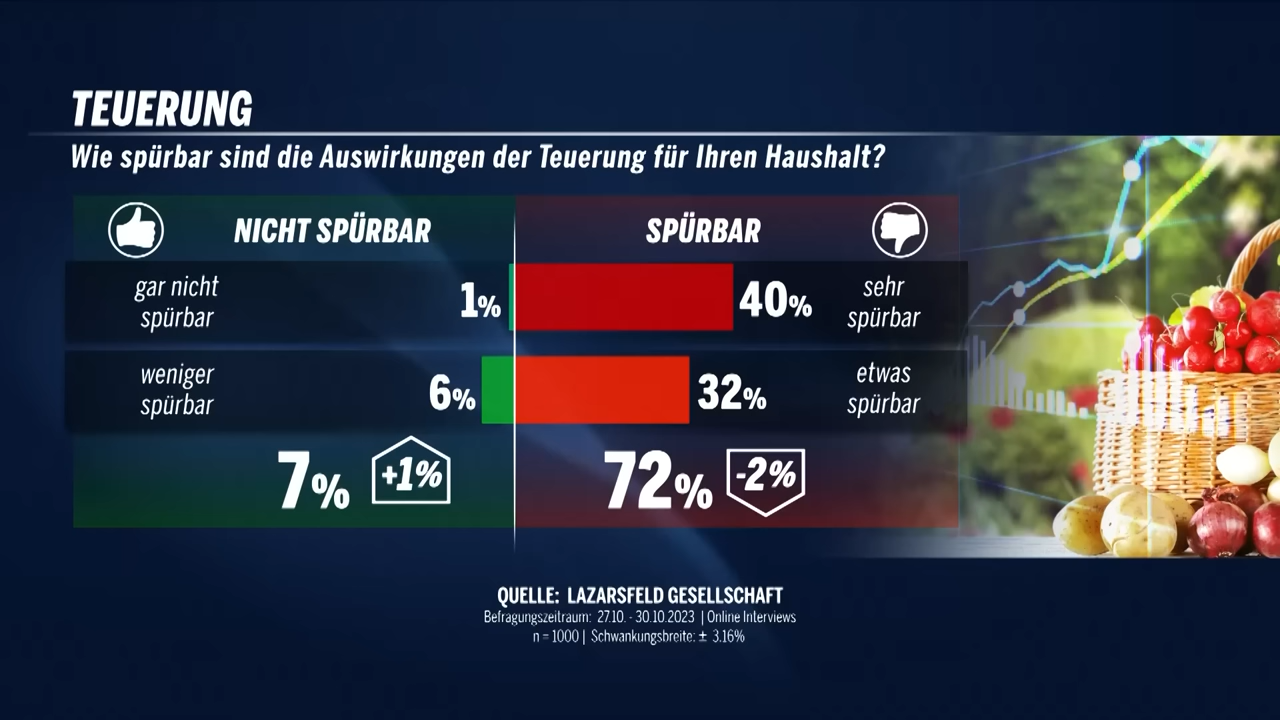 TEUERUNG
Wie spürbar sind die Auswirkungen der Teuerung für Ihren Haushalt?
NICHT SPÜRBAR
SPÜRBAR
gar nicht
spürbar
1%
40%
sehr
spürbar
weniger
spürbar
6%
32%
etwas
spürbar
7%
+1%
72%
-2%
QUELLE: LAZARSFELD GESELLSCHAFT
Befragungszeitraum: 27.10. - 30.10.2023 | Online Interviews
n = 1000 | Schwankungsbreite: ± 3.16%